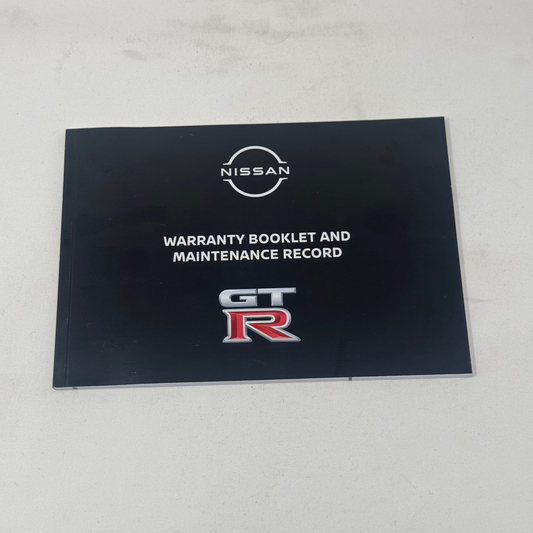 NISSAN
WARRANTY BOOKLET AND
MAINTENANCE RECORD
GT
R